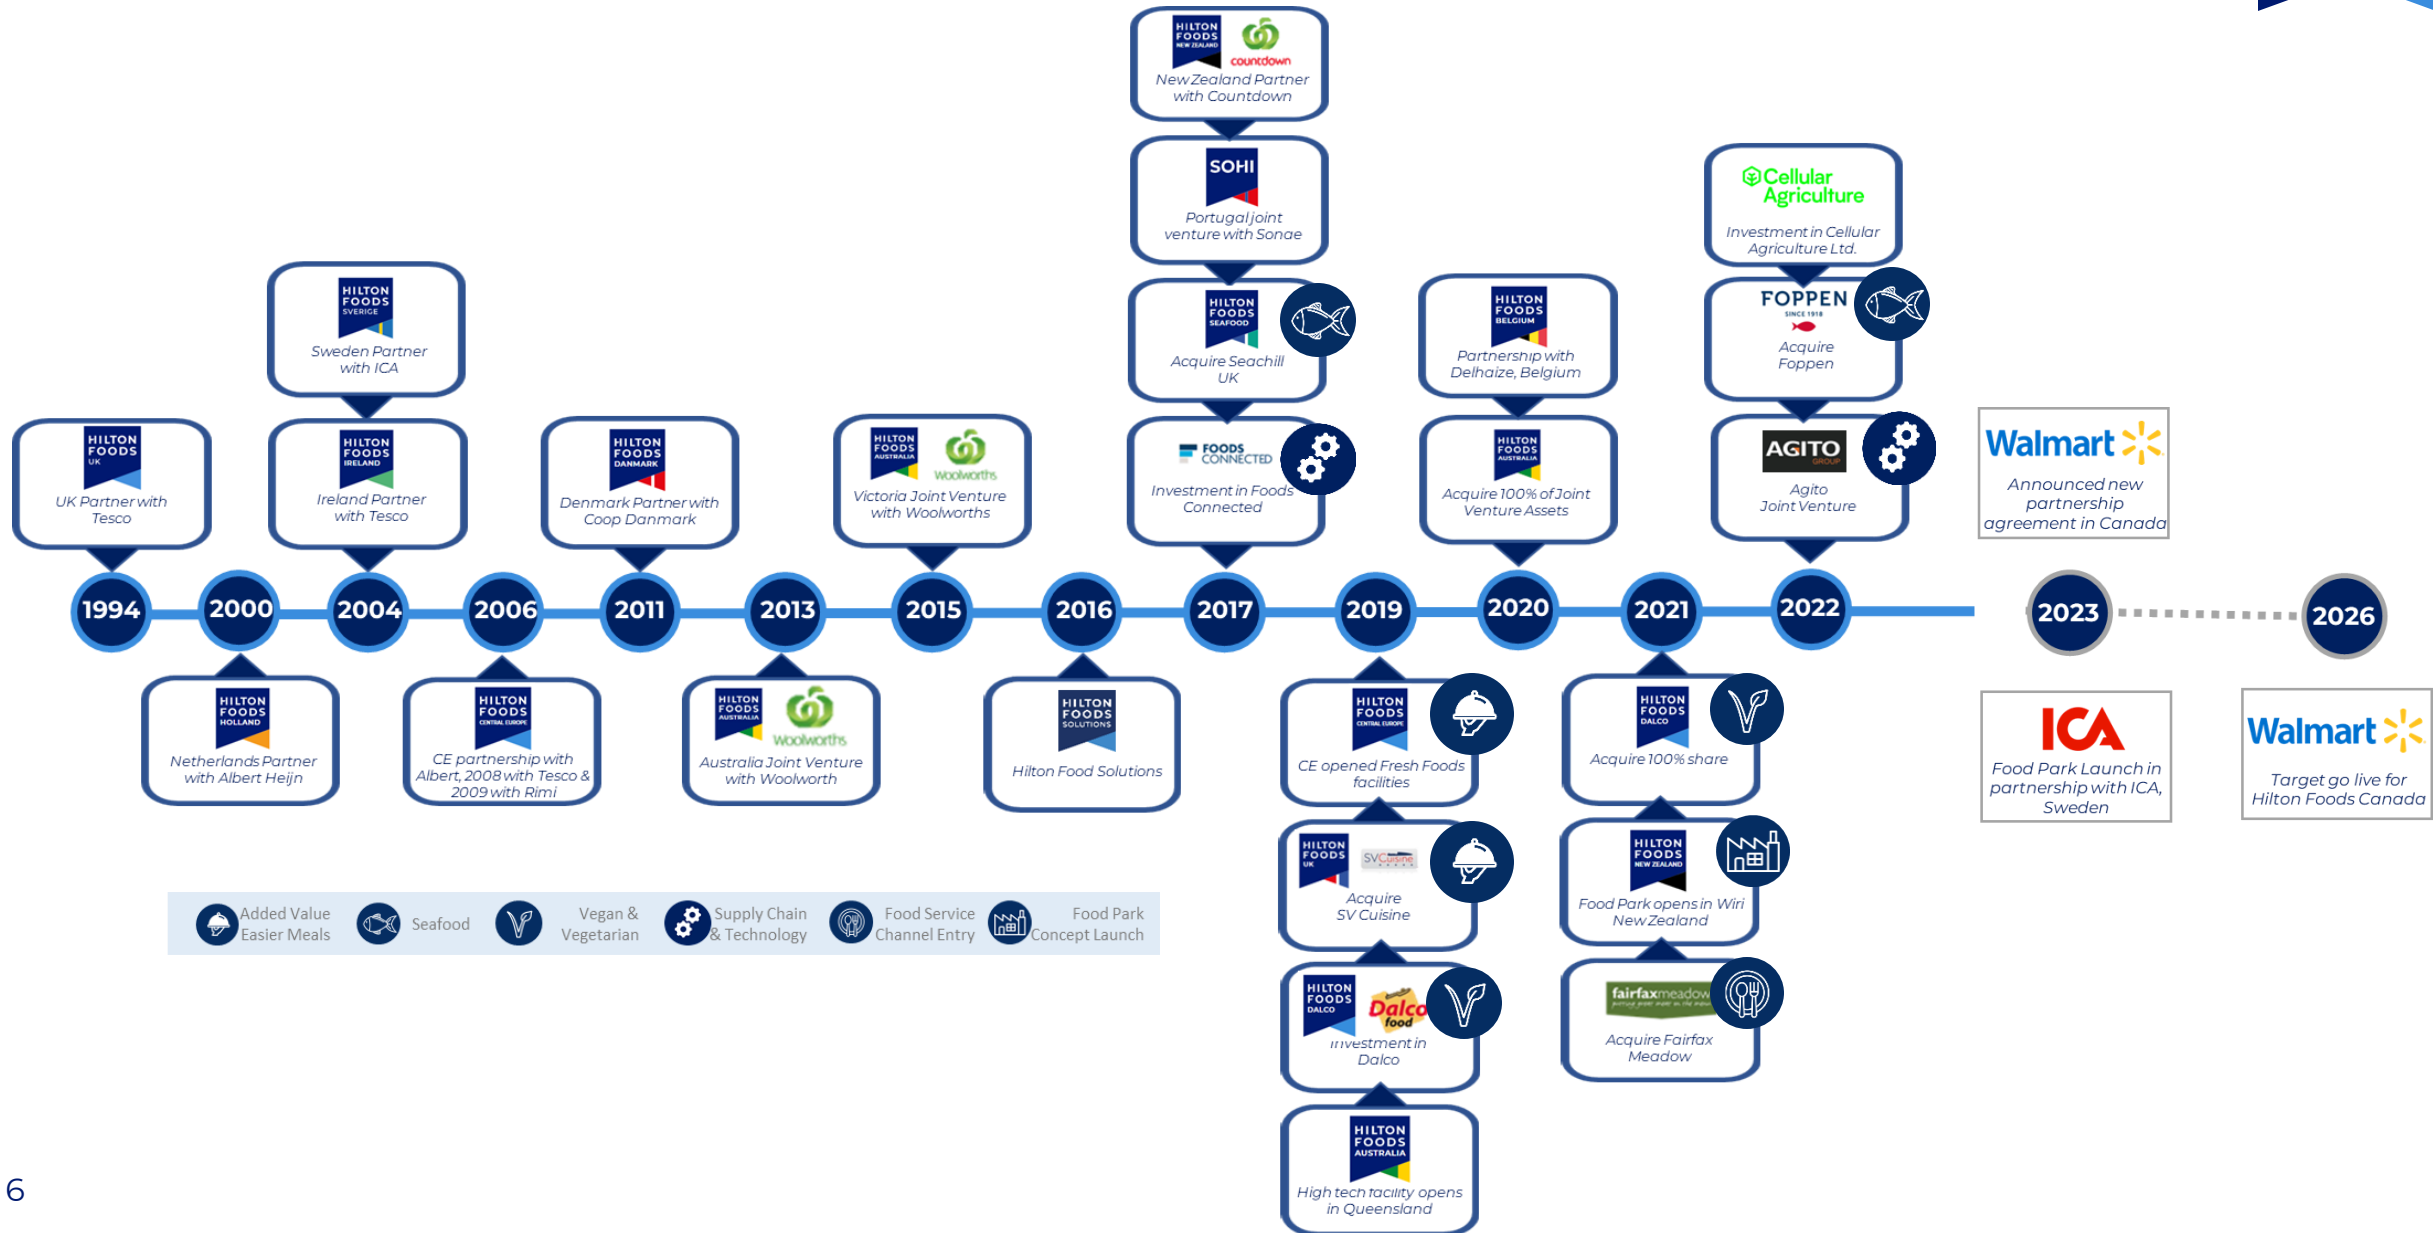 HILTON
FOODS
NEW ZEALAND
countdown
New Zealand Partner
with Countdown
SOHI
Portugal joint
venture with Sonae
Cellular
Agriculture
Investment in Cellular
Agriculture Ltd.
HILTON
FOODS
SVERIGE
Sweden Partner
with ICA
HILTON
FOODS
SEAFOOD
Acquire Seachill
UK
HILTON
FOODS
BELGIUM
Partnership with
Delhaize, Belgium
FOPPEN
SINCE 1918
Acquire
Foppen
HILTON
FOODS
UK
UK Partner with
Tesco
HILTON
FOODS
IRELAND
Ireland Partner
with Tesco
HILTON
FOODS
DANMARK
Denmark Partner with
Coop Danmark
HILTON
FOODS
AUSTRALIA
Woolworths
Victoria Joint Venture
with Woolworths
FOODS
CONNECTED
Investment in Foods
Connected
HILTON
FOODS
AUSTRALIA
Acquire 100% of Joint
Venture Assets
AGITO
GROUP
Agito
Joint Venture
Walmart
Announced new
partnership
agreement in Canada
1994
2000
2004
2006
2011
2013
2015
2016
2017
2019
2020
2021
2022
2023
2026
HILTON
FOODS
HOLLAND
Netherlands Partner
with Albert Heijn
HILTON
FOODS
CENTRAL EUROPE
CE partnership with
Albert, 2008 with Tesco &
2009 with Rimi
HILTON
FOODS
AUSTRALIA
Woolworths
Australia Joint Venture
with Woolworth
HILTON
FOODS
SOLUTIONS
Hilton Food Solutions
HILTON
FOODS
CENTRAL EUROPE
CE opened Fresh Foods
facilities
HILTON
FOODS
DALCO
Acquire 100% share
ICA
Food Park Launch in
partnership with ICA,
Sweden
Walmart
Target go live for
Hilton Foods Canada
HILTON
FOODS
UK
SVCuisine
Acquire
SV Cuisine
HILTON
FOODS
NEW ZEALAND
Food Park opens in Wiri
New Zealand
HILTON
FOODS
DALCO
Dalco
food
Investment in
Dalco
fairfaxmeadow
Acquire Fairfax
Meadow
HILTON
FOODS
AUSTRALIA
High tech facility opens
in Queensland
Added Value
Easier Meals
Seafood
Vegan &
Vegetarian
Supply Chain
& Technology
Food Service
Channel Entry
Food Park
Concept Launch
6